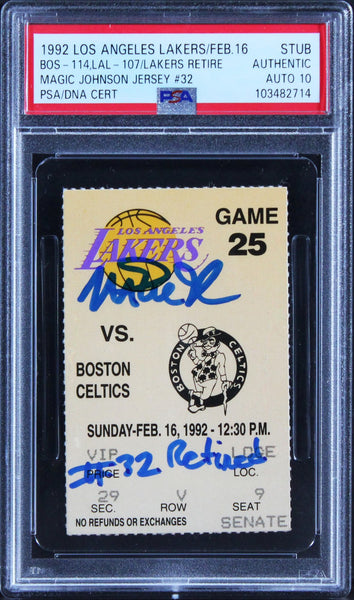 1992 LOS ANGELES LAKERS/FEB.16 STUB
BOS - 114,LAL - 107/LAKERS RETIRE AUTHENTIC
MAGIC JOHNSON JERSEY #32 AUTO 10
PSA/DNA CERT PSA 103482714
LOS ANGELES
LAKERS
GAME
25
VS.
BOSTON
CELTICS
BOSTON CELTICS
SUNDAY-FEB. 16, 1992 - 12:30 P.M.
VIP LOGE
#32 Retired
PRICE LOC.
29 V 9
SEC. ROW SEAT
NO REFUNDS OR EXCHANGES SENATE